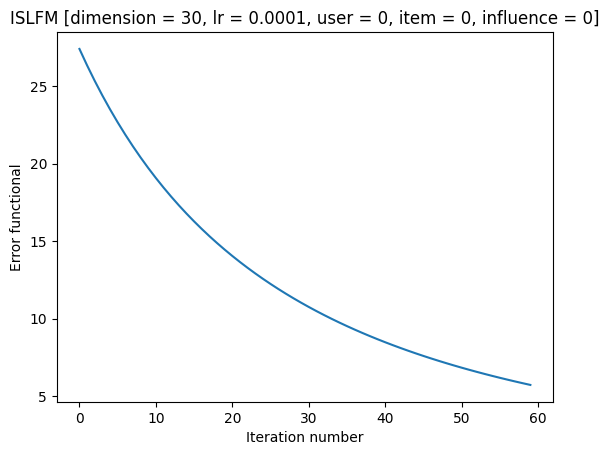 ISLFM [dimension = 30, lr = 0.0001, user = 0, item = 0, influence = 0]
Error functional
25
20
15
10
5
0 10 20 30 40 50 60
Iteration number